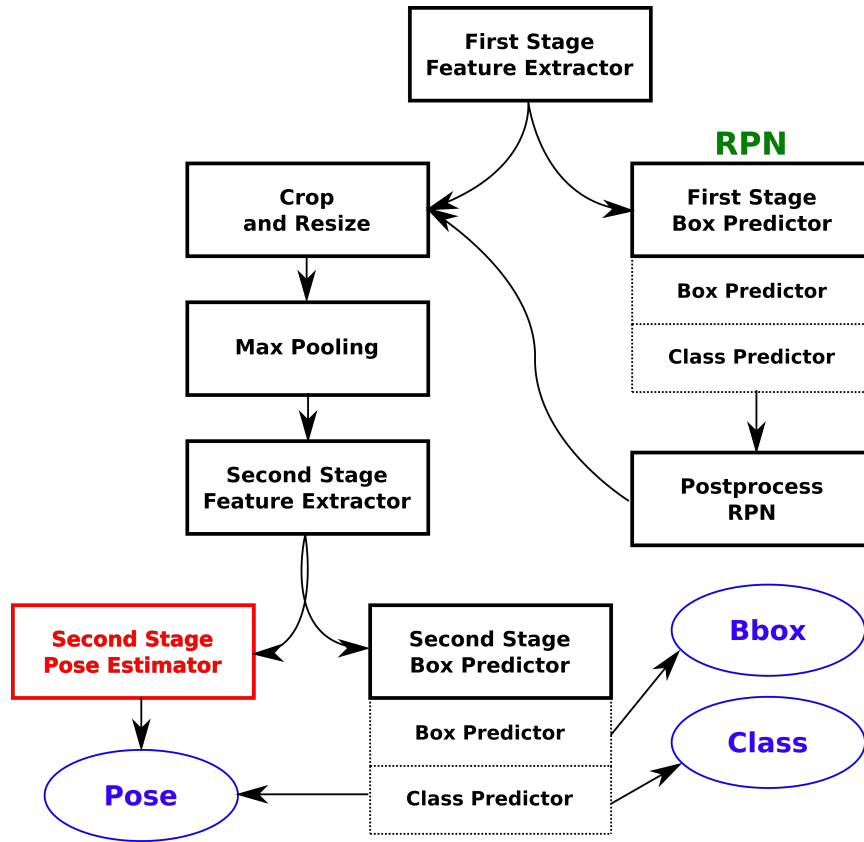 First Stage
Feature Extractor
RPN
Crop
and Resize
First Stage
Box Predictor
Box Predictor
Max Pooling
Class Predictor
Second Stage
Feature Extractor
Postprocess
RPN
Second Stage
Pose Estimator
Second Stage
Box Predictor
Bbox
Box Predictor
Class
Pose
Class Predictor